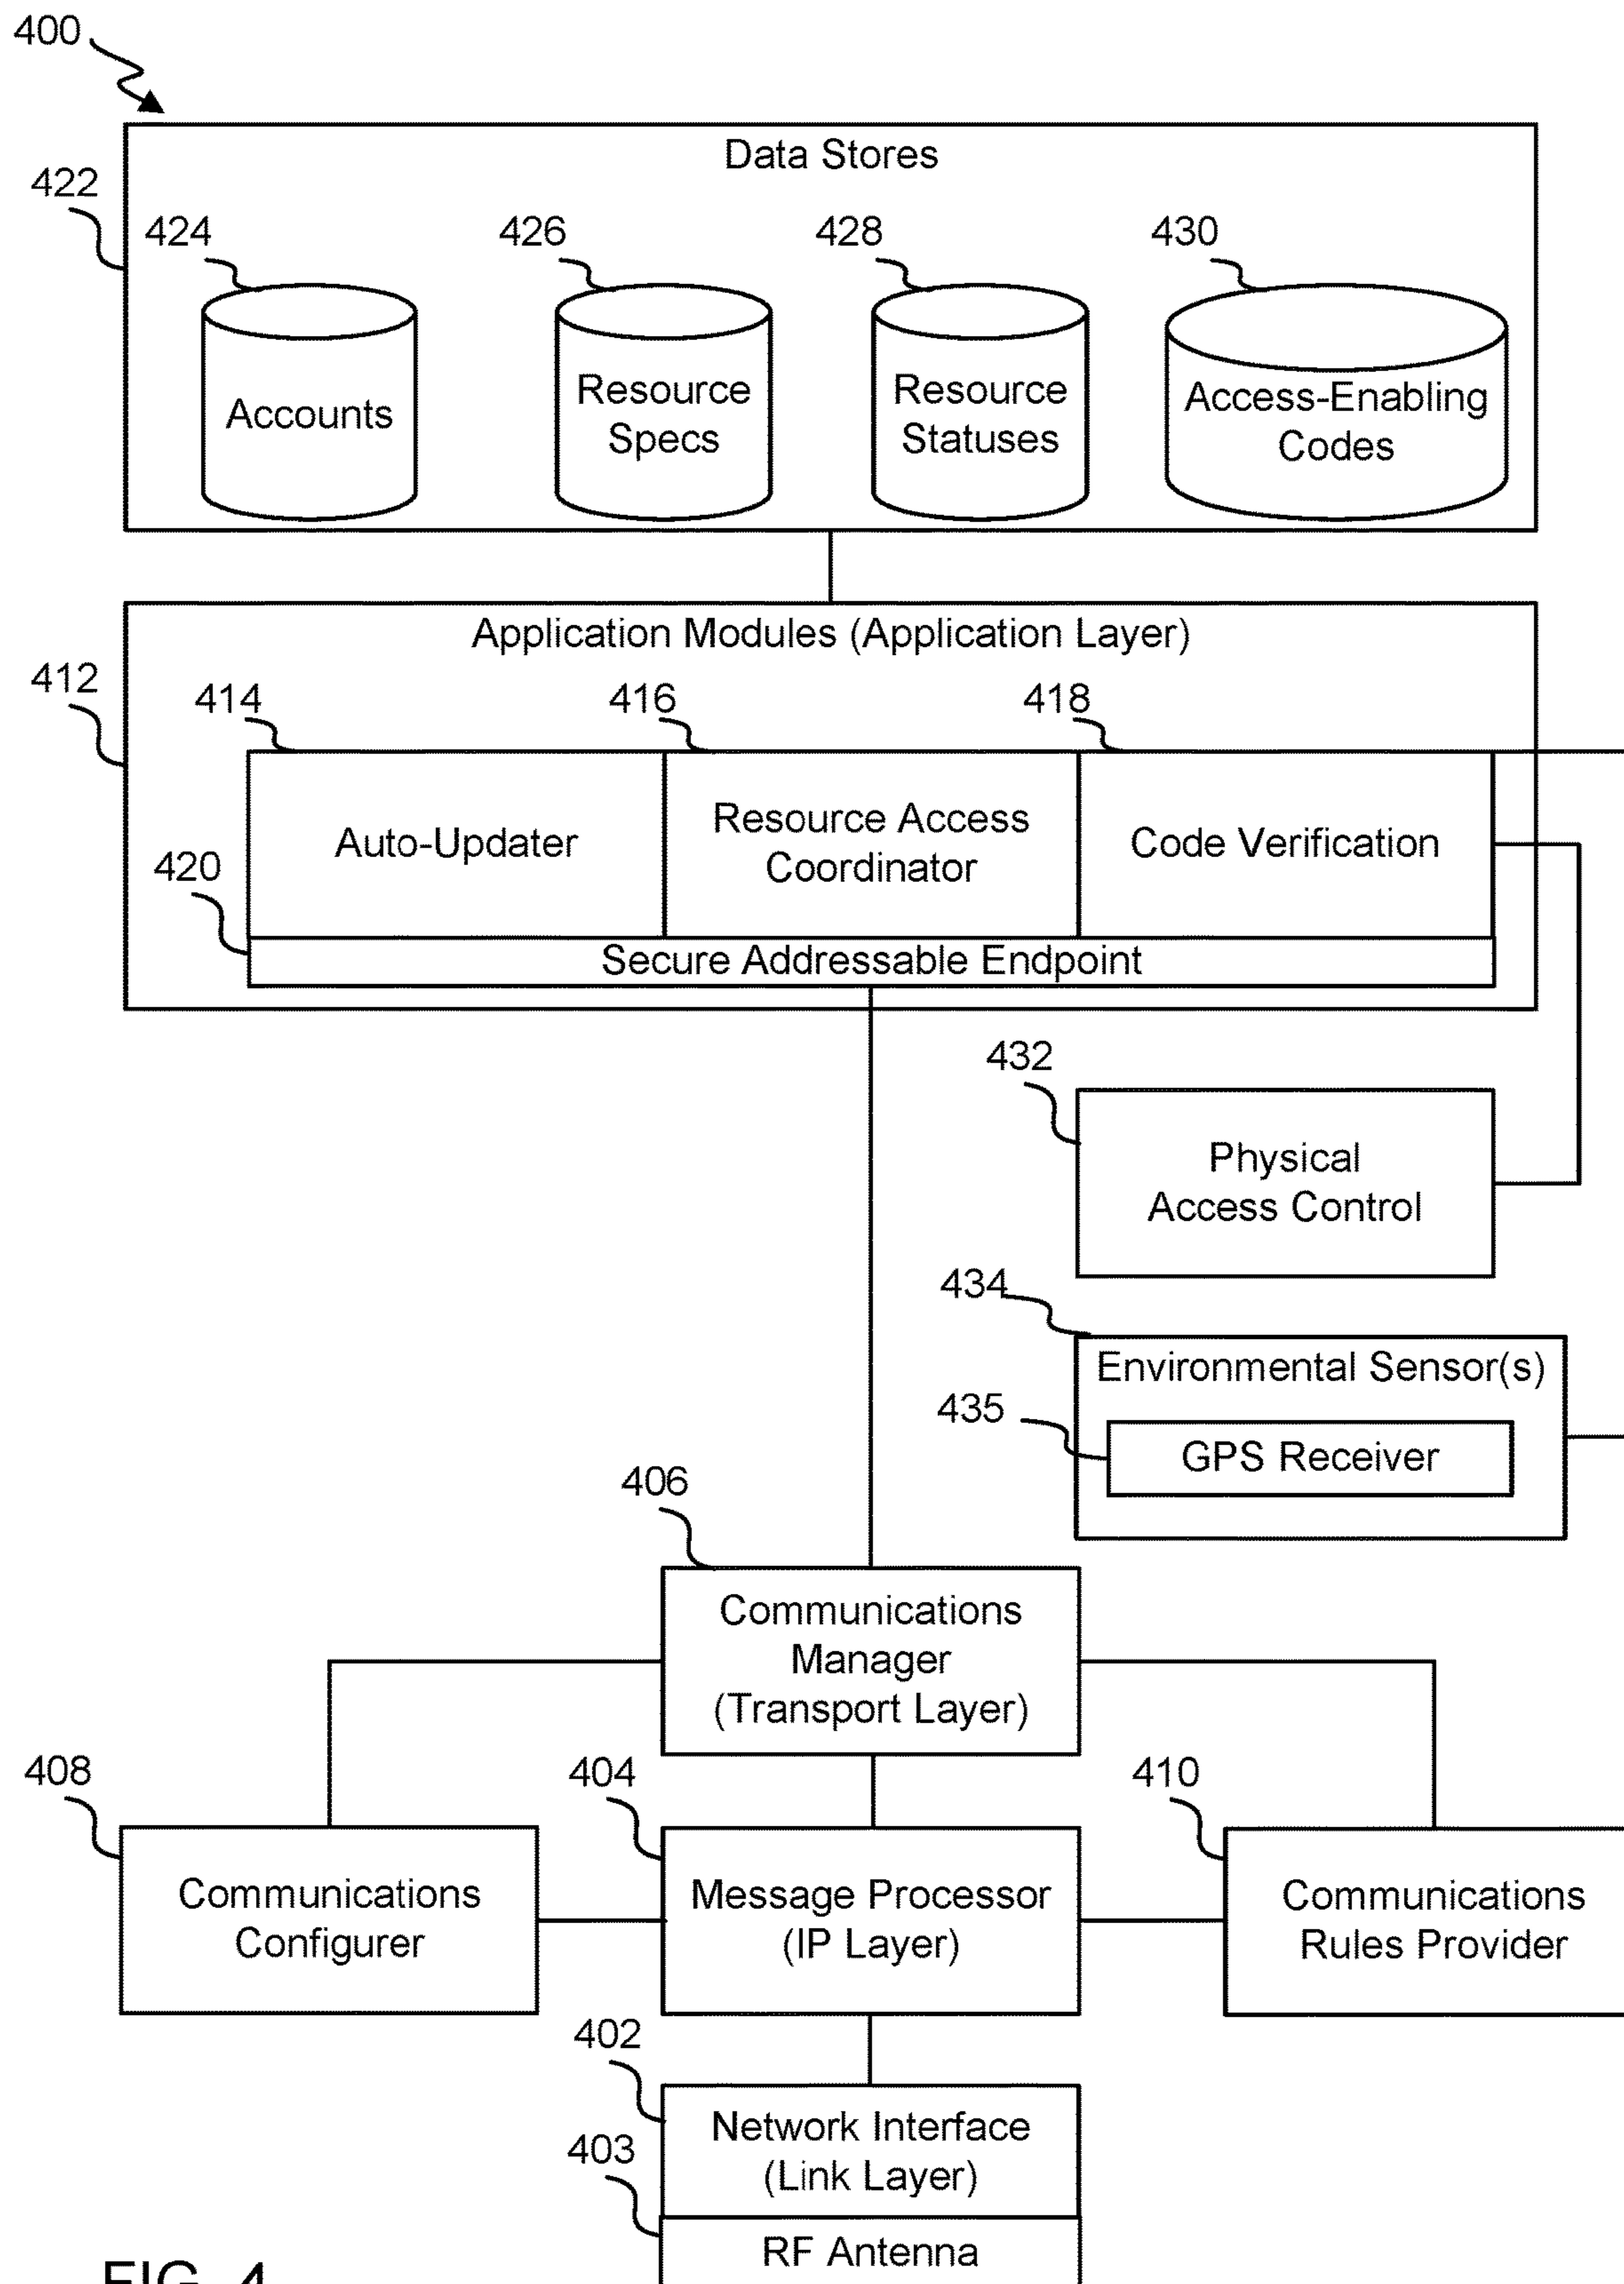 400
Data Stores
422
424
426
428
430
Accounts
Resource
Specs
Resource
Statuses
Access-Enabling
Codes
Application Modules (Application Layer)
412
414
416
418
Auto-Updater
Resource Access
Coordinator
Code Verification
420
Secure Addressable Endpoint
432
Physical
Access Control
434
Environmental Sensor(s)
435
GPS Receiver
406
Communications
Manager
(Transport Layer)
408
404
410
Communications
Configurer
Message Processor
(IP Layer)
Communications
Rules Provider
402
Network Interface
(Link Layer)
403
RF Antenna
FIG. 4